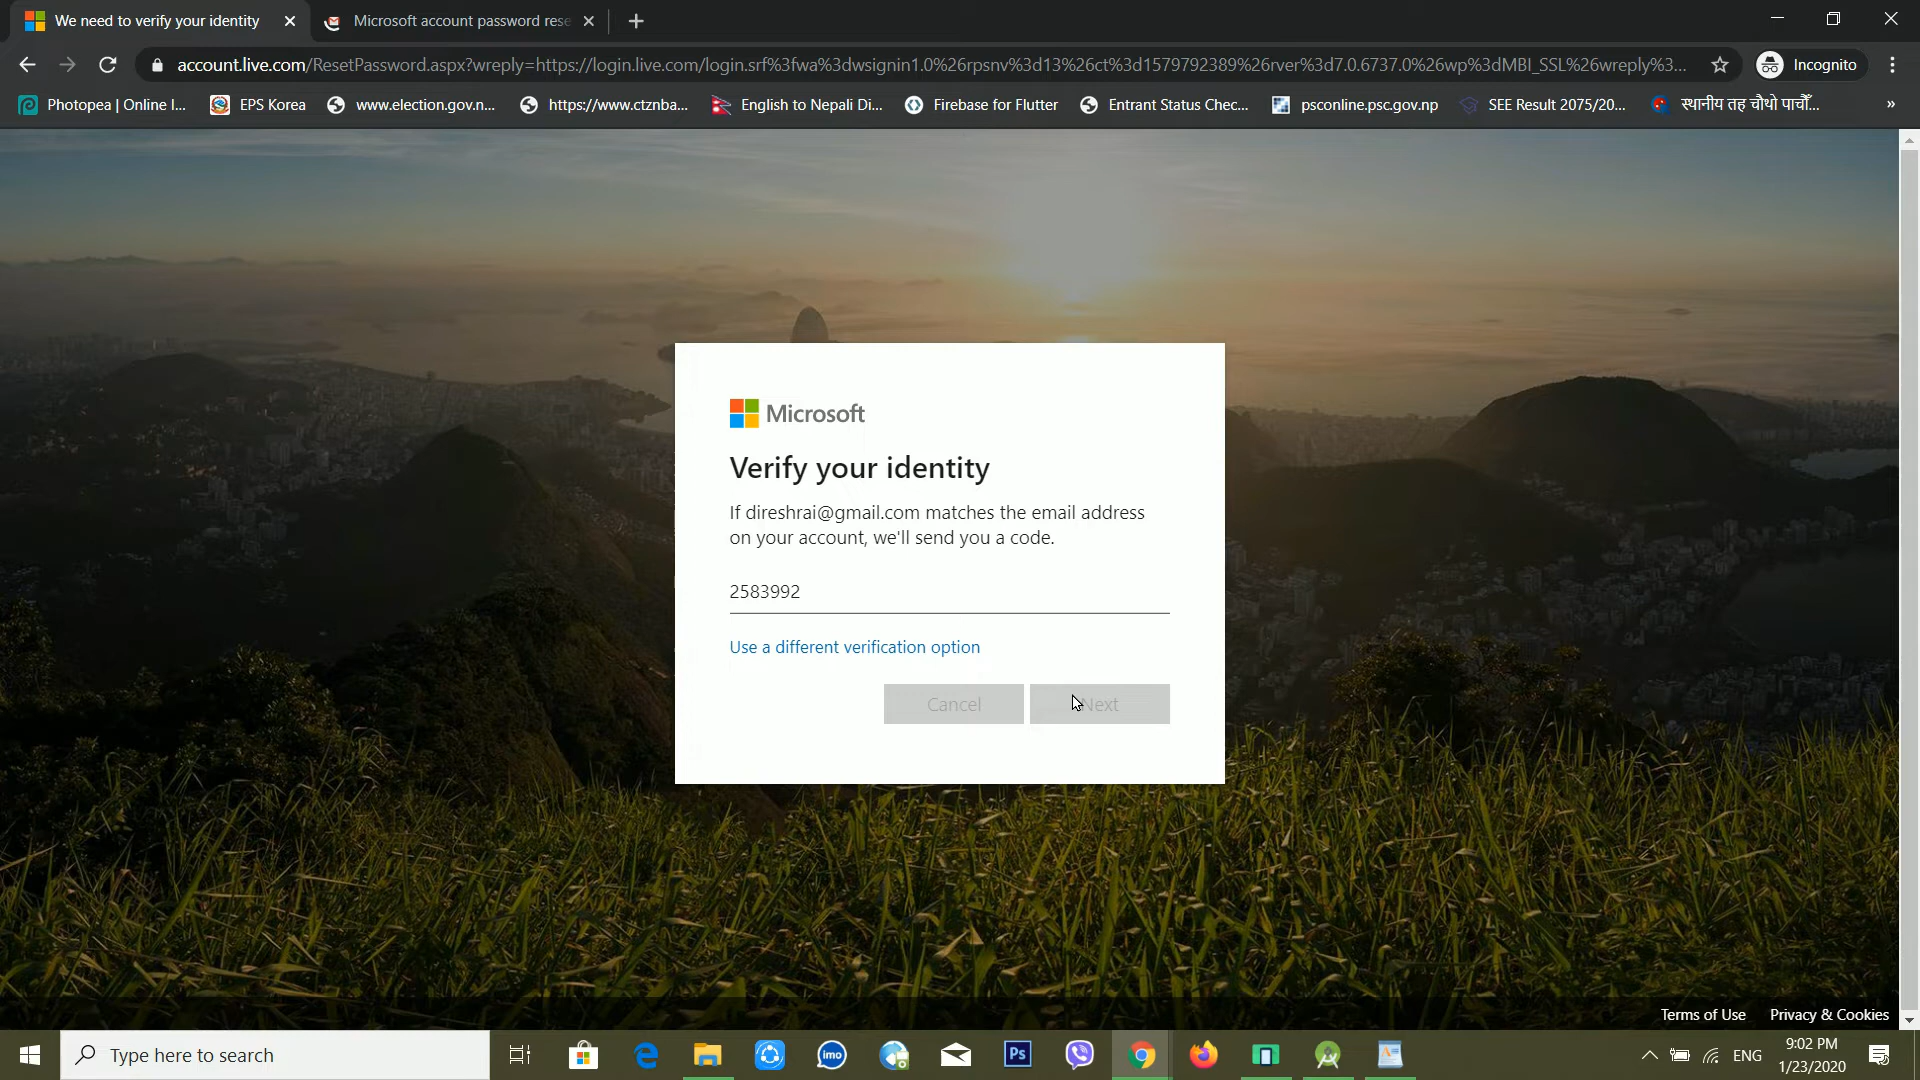 We need to verify your identity
Microsoft account password rese
account.live.com/ResetPassword.aspx?wreply=https://login.live.com/login.srf%3fwa%3dwsignin1.0%26rpsnv%3d13%26ct%3d1579792389%26rver%3d7.0.6737.0%26wp%3dMBI_SSL%26wreply%3...
Incognito
Photopea | Online I...
EPS Korea
www.election.gov.n...
https://www.ctznba...
English to Nepali Di...
Firebase for Flutter
Entrant Status Chec...
psconline.psc.gov.np
SEE Result 2075/20...
स्थानीय तह चौथो पाचौँ...
»
Microsoft
Verify your identity
If direshrai@gmail.com matches the email address
on your account, we'll send you a code.
2583992
Use a different verification option
Cancel
Next
Terms of Use
Privacy & Cookies
Type here to search
imo
Ps
ENG
9:02 PM
1/23/2020